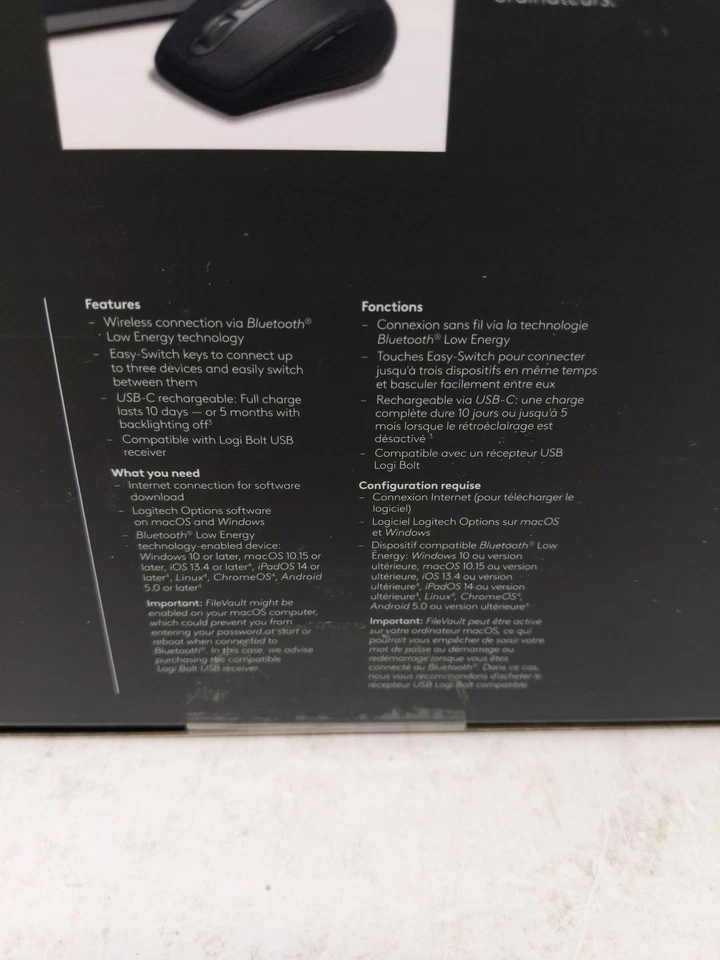 ordinateurs.
Features
– Wireless connection via Bluetooth®
Low Energy technology
– Easy-Switch keys to connect up
to three devices and easily switch
between them
– USB-C rechargeable: Full charge
lasts 10 days — or 5 months with
backlighting off³
– Compatible with Logi Bolt USB
receiver
What you need
– Internet connection for software
download
– Logitech Options software
on macOS and Windows
– Bluetooth® Low Energy
technology-enabled device:
Windows 10 or later, macOS 10.15 or
later, iOS 13.4 or later⁴, iPadOS 14 or
later⁴, Linux⁴, ChromeOS⁴, Android
5.0 or later⁴
Important: FileVault might be
enabled on your macOS computer,
which could prevent you from
entering your password at start or
reboot when connected to
Bluetooth®. In this case, we advise
purchasing the compatible
Logi Bolt USB receiver.
Fonctions
– Connexion sans fil via la technologie
Bluetooth® Low Energy
– Touches Easy-Switch pour connecter
jusqu'à trois dispositifs en même temps
et basculer facilement entre eux
– Rechargeable via USB-C: une charge
complète dure 10 jours ou jusqu'à 5
mois lorsque le rétroéclairage est
désactivé ³
– Compatible avec un récepteur USB
Logi Bolt
Configuration requise
– Connexion Internet (pour télécharger le
logiciel)
– Logiciel Logitech Options sur macOS
et Windows
– Dispositif compatible Bluetooth® Low
Energy: Windows 10 ou version
ultérieure, macOS 10.15 ou version
ultérieure, iOS 13.4 ou version
ultérieure⁴, iPadOS 14 ou version
ultérieure⁴, Linux⁴, ChromeOS⁴,
Android 5.0 ou version ultérieure⁴
Important: FileVault peut être activé
sur votre ordinateur macOS, ce qui
pourrait vous empêcher de saisir votre
mot de passe au démarrage ou
redémarrage lorsque vous êtes
connecté au Bluetooth®. Dans ce cas,
nous vous recommandons d'acheter le
récepteur USB Logi Bolt compatible